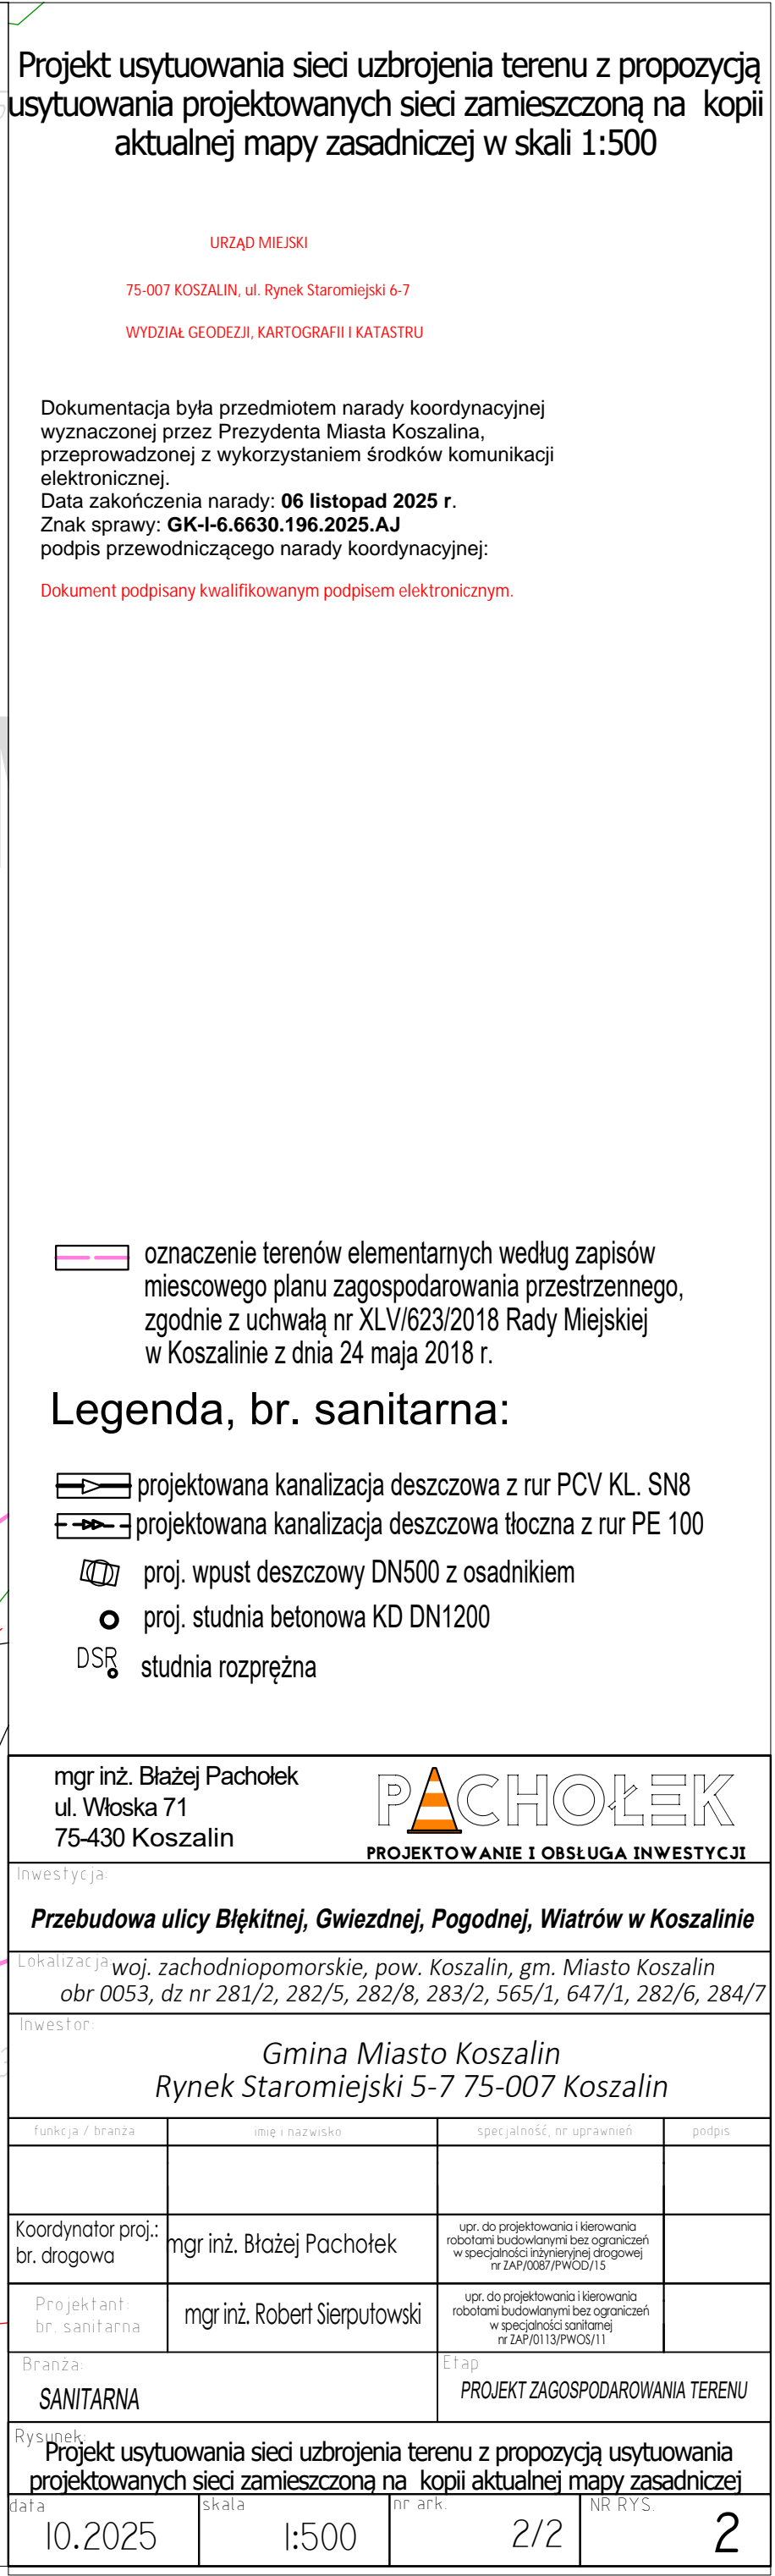 Projekt usytuowania sieci uzbrojenia terenu z propozycją
usytuowania projektowanych sieci zamieszczoną na kopii
aktualnej mapy zasadniczej w skali 1:500
URZĄD MIEJSKI
75-007 KOSZALIN, ul. Rynek Staromiejski 6-7
WYDZIAŁ GEODEZJI, KARTOGRAFII I KATASTRU
Dokumentacja była przedmiotem narady koordynacyjnej
wyznaczonej przez Prezydenta Miasta Koszalina,
przeprowadzonej z wykorzystaniem środków komunikacji
elektronicznej.
Data zakończenia narady: 06 listopad 2025 r.
Znak sprawy: GK-I-6.6630.196.2025.AJ
podpis przewodniczącego narady koordynacyjnej:
Dokument podpisany kwalifikowanym podpisem elektronicznym.
oznaczenie terenów elementarnych według zapisów
miescowego planu zagospodarowania przestrzennego,
zgodnie z uchwałą nr XLV/623/2018 Rady Miejskiej
w Koszalinie z dnia 24 maja 2018 r.
Legenda, br. sanitarna:
projektowana kanalizacja deszczowa z rur PCV KL. SN8
projektowana kanalizacja deszczowa tłoczna z rur PE 100
proj. wpust deszczowy DN500 z osadnikiem
proj. studnia betonowa KD DN1200
DSR studnia rozprężna
mgr inż. Błażej Pachołek
ul. Włoska 71
75-430 Koszalin
PACHOŁEK
PROJEKTOWANIE I OBSŁUGA INWESTYCJI
Inwestycja:
Przebudowa ulicy Błękitnej, Gwiezdnej, Pogodnej, Wiatrów w Koszalinie
Lokalizacja:
woj. zachodniopomorskie, pow. Koszalin, gm. Miasto Koszalin
obr 0053, dz nr 281/2, 282/5, 282/8, 283/2, 565/1, 647/1, 282/6, 284/7
Inwestor:
Gmina Miasto Koszalin
Rynek Staromiejski 5-7 75-007 Koszalin
funkcja / branża imię i nazwisko specjalność, nr uprawnień podpis
Koordynator proj.:
br. drogowa
mgr inż. Błażej Pachołek
upr. do projektowania i kierowania
robotami budowlanymi bez ograniczeń
w specjalności inżynieryjnej drogowej
nr ZAP/0087/PWOD/15
Projektant:
br. sanitarna
mgr inż. Robert Sierputowski
upr. do projektowania i kierowania
robotami budowlanymi bez ograniczeń
w specjalności sanitarnej
nr ZAP/0113/PWOS/11
Branża:
SANITARNA
Etap
PROJEKT ZAGOSPODAROWANIA TERENU
Rysunek:
Projekt usytuowania sieci uzbrojenia terenu z propozycją usytuowania
projektowanych sieci zamieszczoną na kopii aktualnej mapy zasadniczej
data skala nr ark. NR RYS.
10.2025 1:500 2/2 2